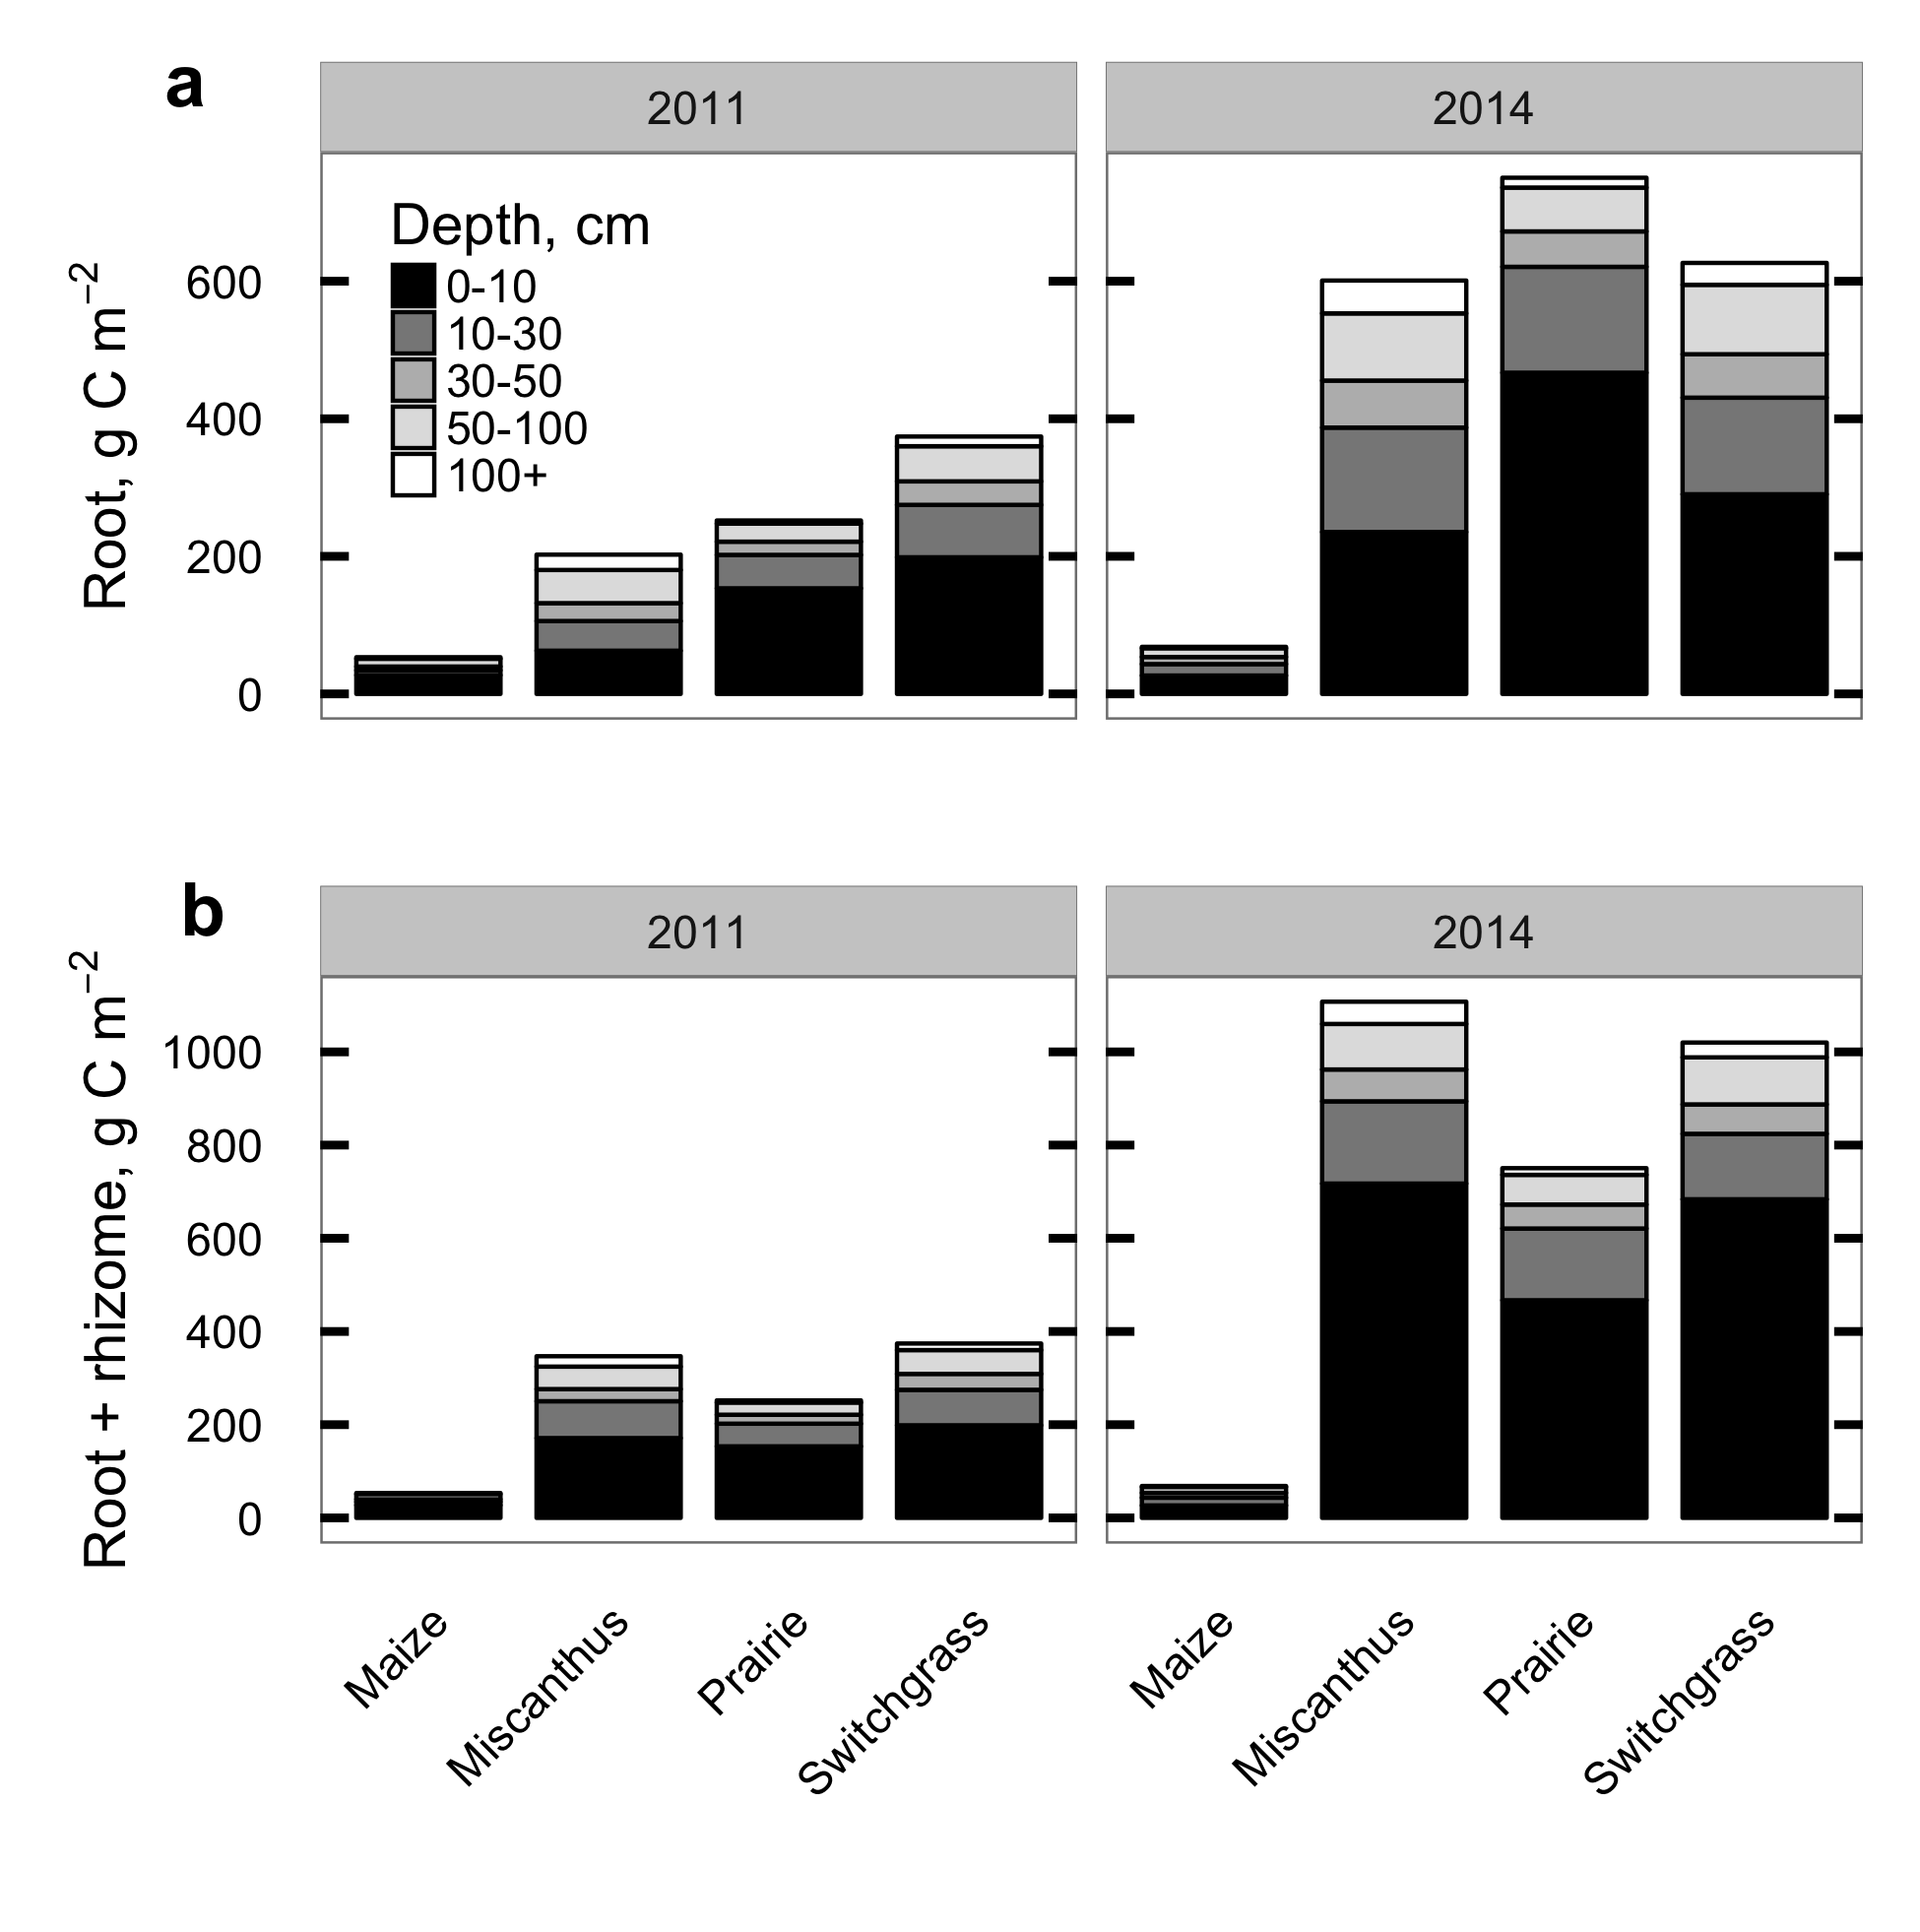 a
2011
2014
Root, g C m⁻²
600
400
200
0
Depth, cm
0-10
10-30
30-50
50-100
100+
b
2011
2014
Root + rhizome, g C m⁻²
1000
800
600
400
200
0
Maize
Miscanthus
Prairie
Switchgrass
Maize
Miscanthus
Prairie
Switchgrass